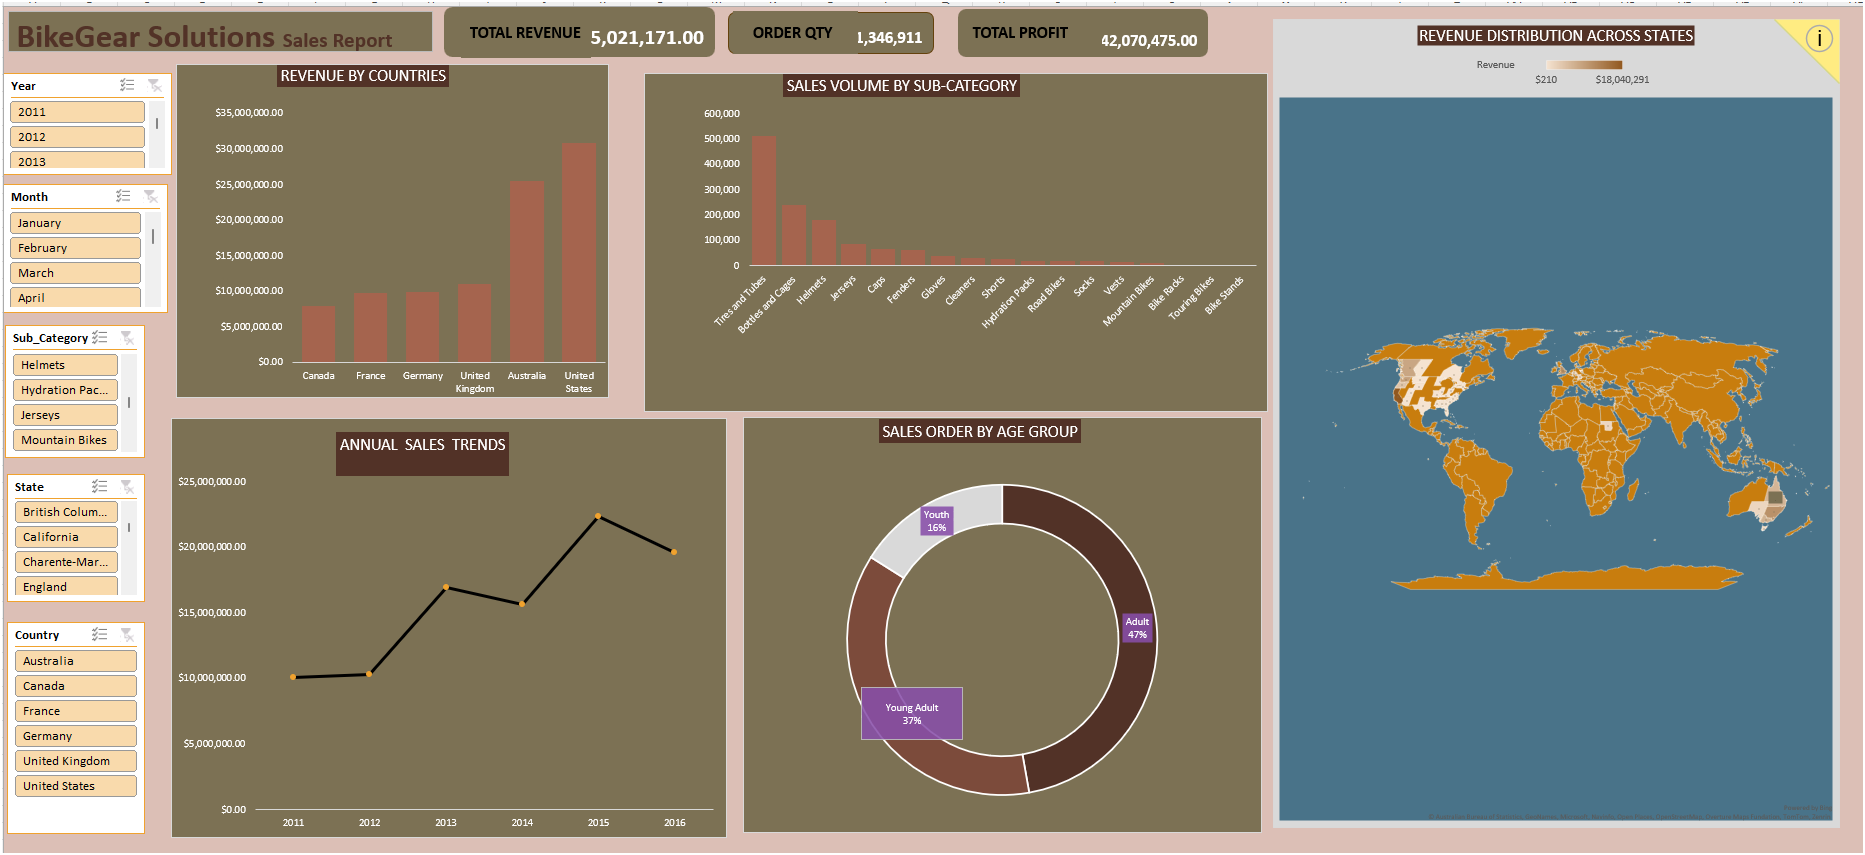 BikeGear Solutions Sales Report
TOTAL REVENUE 5,021,171.00
ORDER QTY 1,346,911
TOTAL PROFIT 42,070,475.00
Year
2011
2012
2013
Month
January
February
March
April
Sub_Category
Helmets
Hydration Pac...
Jerseys
Mountain Bikes
State
British Colum...
California
Charente-Mar...
England
Country
Australia
Canada
France
Germany
United Kingdom
United States
REVENUE BY COUNTRIES
$35,000,000.00
$30,000,000.00
$25,000,000.00
$20,000,000.00
$15,000,000.00
$10,000,000.00
$5,000,000.00
$0.00
Canada
France
Germany
United
Kingdom
Australia
United
States
SALES VOLUME BY SUB-CATEGORY
600,000
500,000
400,000
300,000
200,000
100,000
0
Tires and Tubes
Bottles and Cages
Helmets
Jerseys
Caps
Fenders
Gloves
Cleaners
Shorts
Hydration Packs
Road Bikes
Socks
Vests
Mountain Bikes
Bike Racks
Touring Bikes
Bike Stands
ANNUAL SALES TRENDS
$25,000,000.00
$20,000,000.00
$15,000,000.00
$10,000,000.00
$5,000,000.00
$0.00
2011 2012 2013 2014 2015 2016
SALES ORDER BY AGE GROUP
Youth
16%
Adult
47%
Young Adult
37%
REVENUE DISTRIBUTION ACROSS STATES
i
Revenue
$210 $18,040,291
Powered by Bing